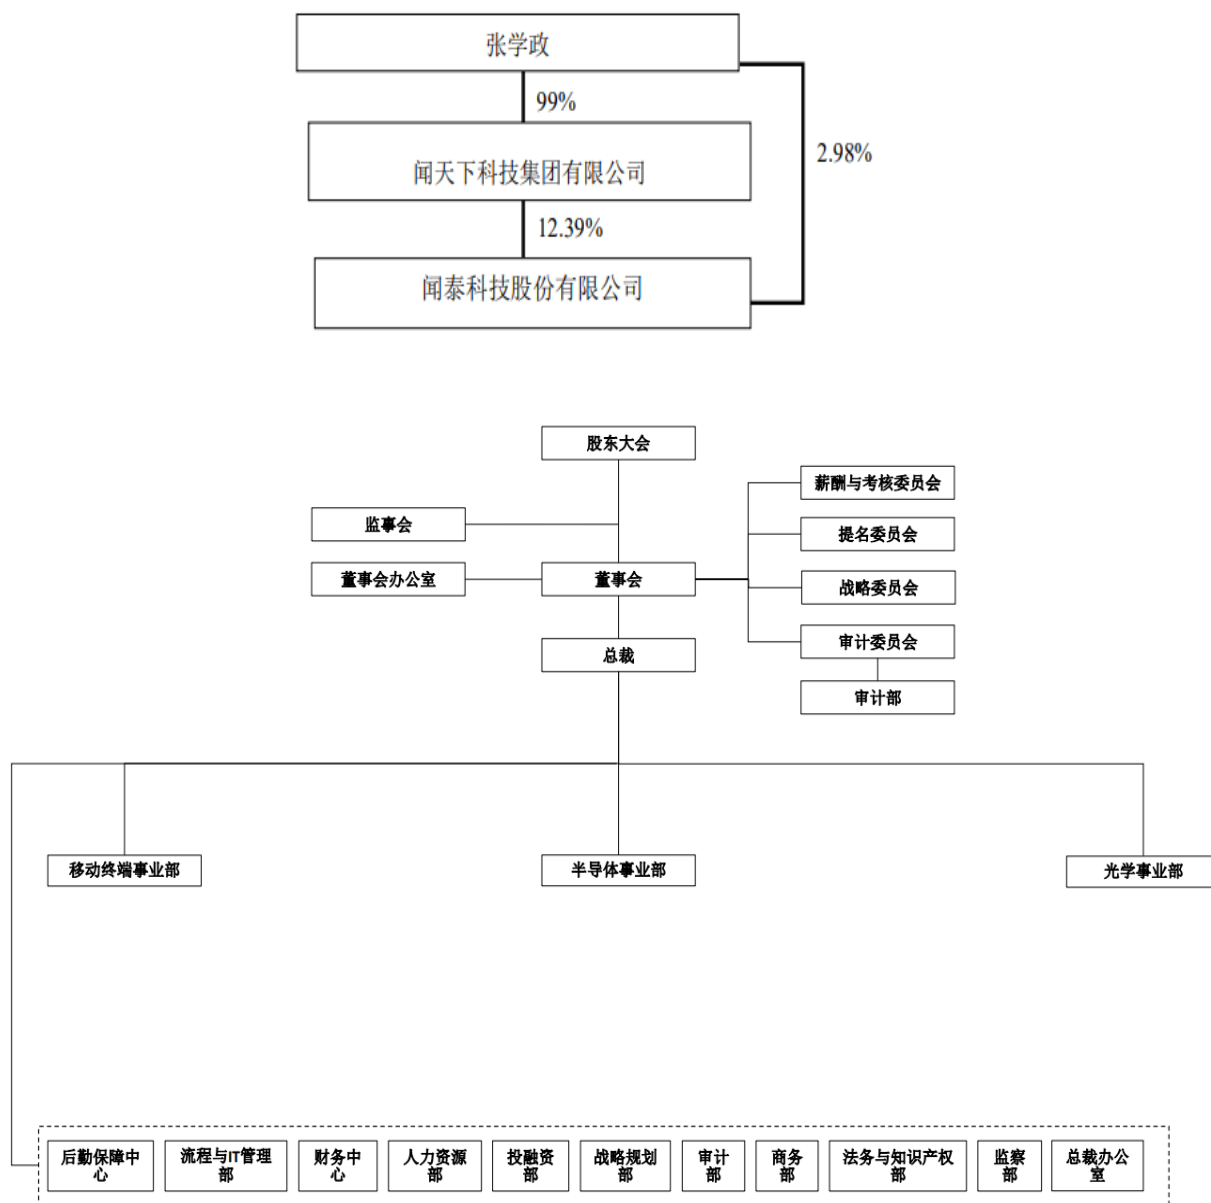 张学政
99%
2.98%
闻天下科技集团有限公司
12.39%
闻泰科技股份有限公司
股东大会
薪酬与考核委员会
监事会
提名委员会
董事会办公室
董事会
战略委员会
总裁
审计委员会
审计部
移动终端事业部
半导体事业部
光学事业部
后勤保障中
心
流程与IT管理
部
财务中
心
人力资源
部
投融资
部
战略规划
部
审计
部
商务
部
法务与知识产权
部
监察
部
总裁办公
室